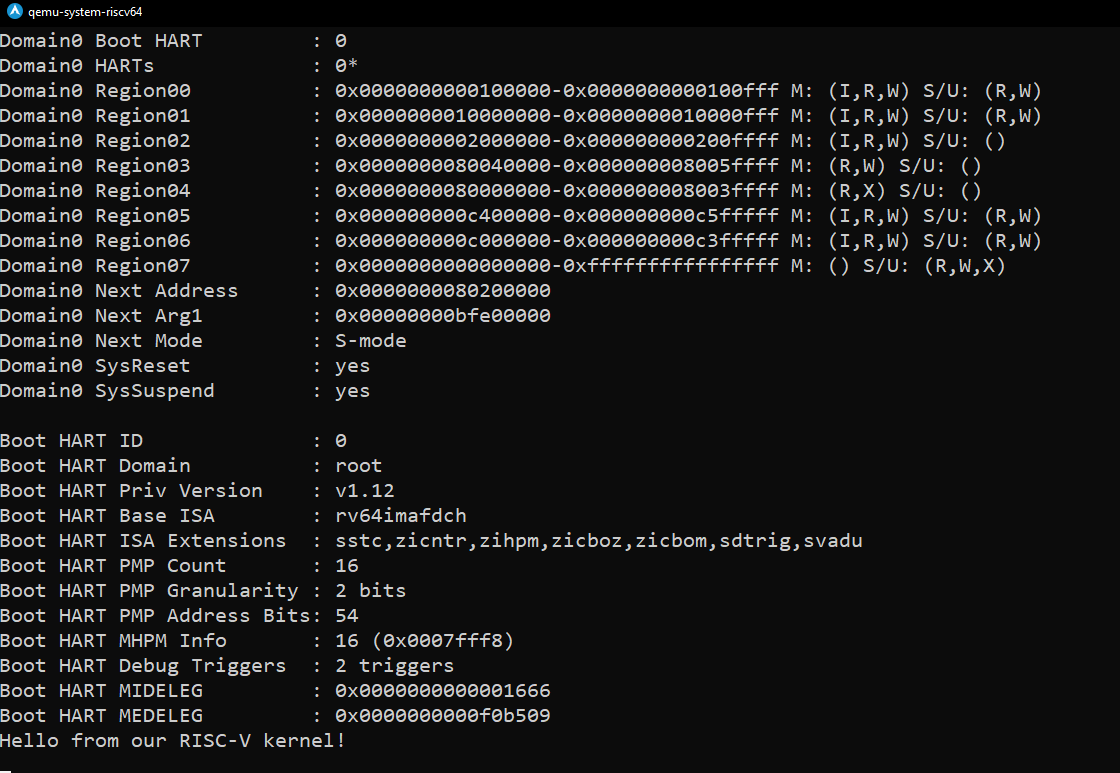 qemu-system-riscv64
Domain0 Boot HART         : 0
Domain0 HARTs             : 0*
Domain0 Region00          : 0x0000000000100000-0x0000000000100fff M: (I,R,W) S/U: (R,W)
Domain0 Region01          : 0x0000000010000000-0x0000000010000fff M: (I,R,W) S/U: (R,W)
Domain0 Region02          : 0x0000000002000000-0x000000000200ffff M: (I,R,W) S/U: ()
Domain0 Region03          : 0x0000000080040000-0x000000008005ffff M: (R,W) S/U: ()
Domain0 Region04          : 0x0000000080000000-0x000000008003ffff M: (R,X) S/U: ()
Domain0 Region05          : 0x000000000c400000-0x000000000c5fffff M: (I,R,W) S/U: (R,W)
Domain0 Region06          : 0x000000000c000000-0x000000000c3fffff M: (I,R,W) S/U: (R,W)
Domain0 Region07          : 0x0000000000000000-0xffffffffffffffff M: () S/U: (R,W,X)
Domain0 Next Address      : 0x0000000080200000
Domain0 Next Arg1         : 0x00000000bfe00000
Domain0 Next Mode         : S-mode
Domain0 SysReset          : yes
Domain0 SysSuspend        : yes
Boot HART ID              : 0
Boot HART Domain          : root
Boot HART Priv Version    : v1.12
Boot HART Base ISA        : rv64imafdch
Boot HART ISA Extensions  : sstc,zicntr,zihpm,zicboz,zicbom,sdtrig,svadu
Boot HART PMP Count       : 16
Boot HART PMP Granularity : 2 bits
Boot HART PMP Address Bits: 54
Boot HART MHPM Info       : 16 (0x0007fff8)
Boot HART Debug Triggers  : 2 triggers
Boot HART MIDELEG         : 0x0000000000001666
Boot HART MEDELEG         : 0x0000000000f0b509
Hello from our RISC-V kernel!